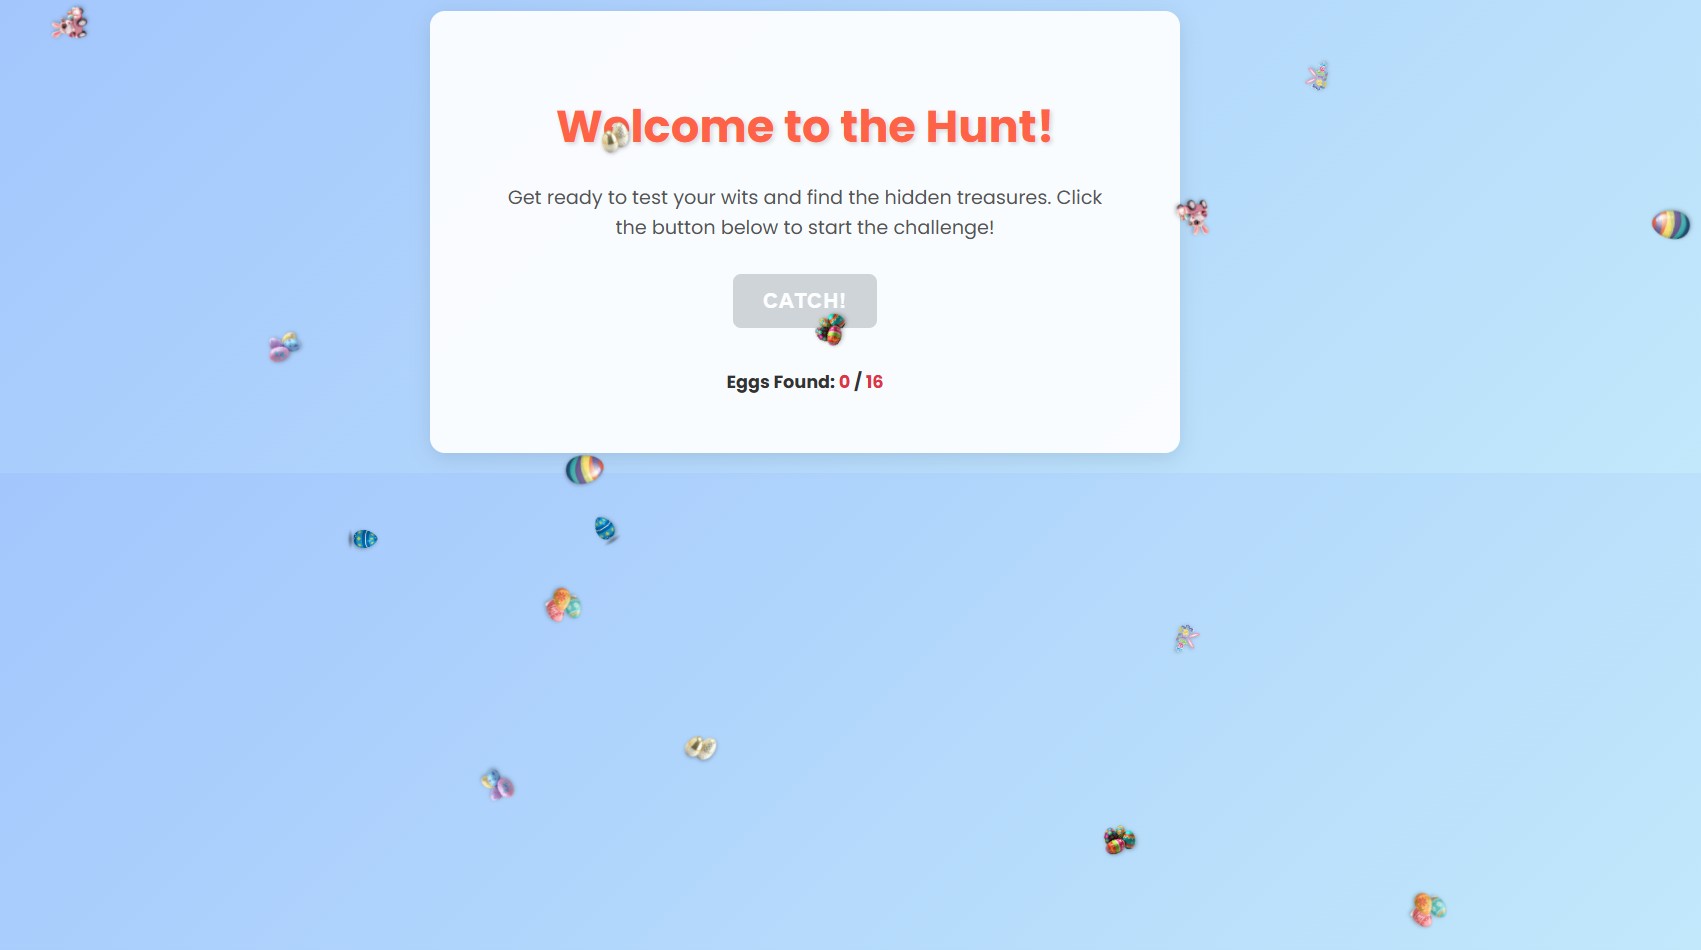 Welcome to the Hunt!
Get ready to test your wits and find the hidden treasures. Click
the button below to start the challenge!
CATCH!
Eggs Found: 0 / 16